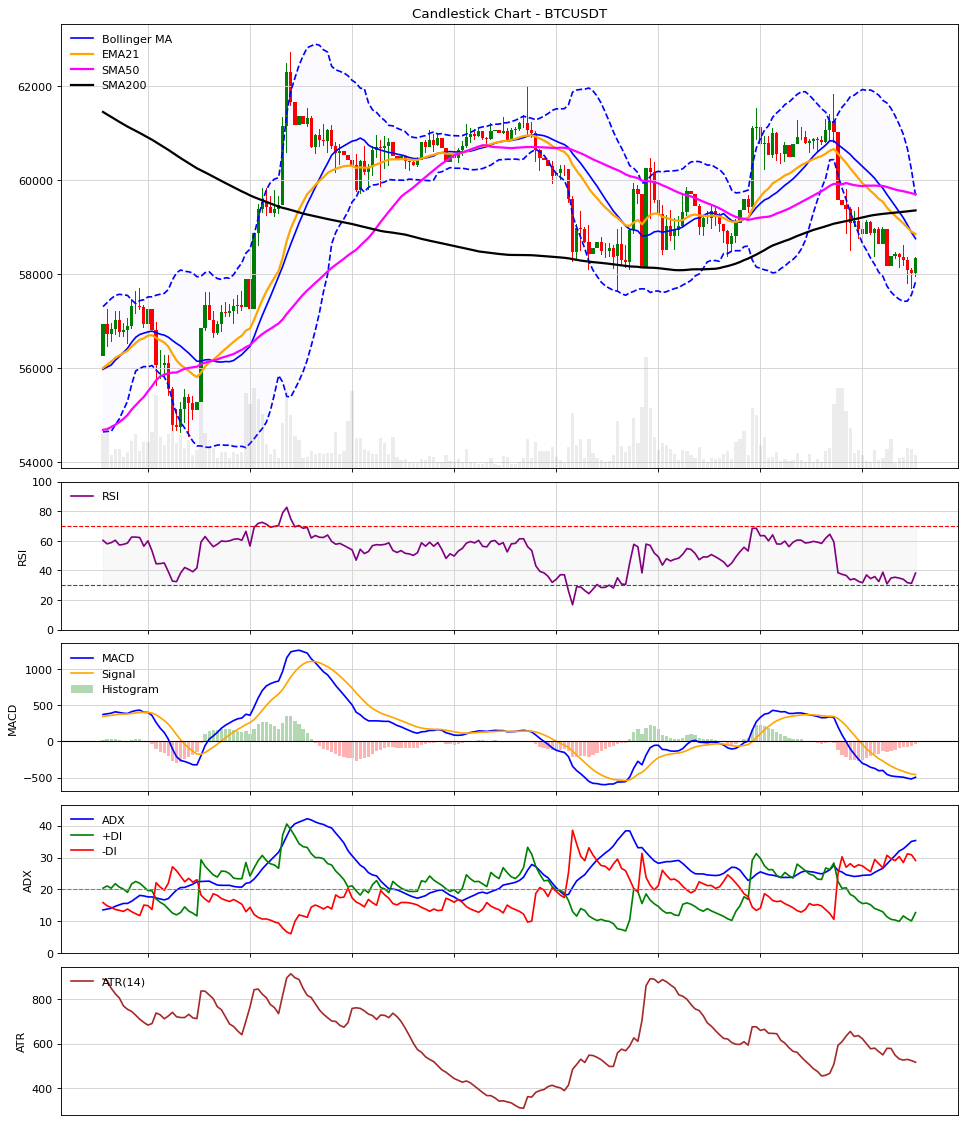 Candlestick Chart - BTCUSDT
Bollinger MA
EMA21
SMA50
SMA200
62000
60000
58000
56000
54000
RSI
RSI
100
80
60
40
20
0
MACD
Signal
Histogram
MACD
1000
500
0
−500
ADX
+DI
-DI
ADX
40
30
20
10
0
ATR(14)
ATR
800
600
400